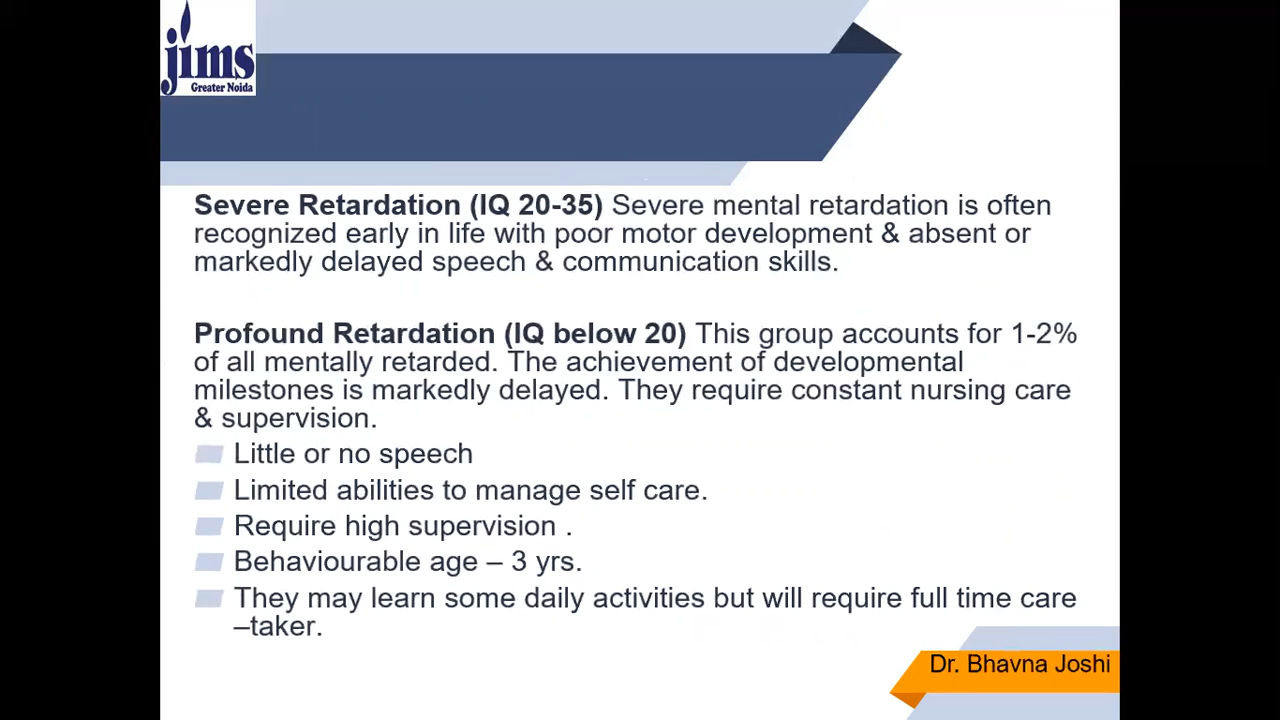 jims
Greater Noida
Severe Retardation (IQ 20-35) Severe mental retardation is often
recognized early in life with poor motor development & absent or
markedly delayed speech & communication skills.
Profound Retardation (IQ below 20) This group accounts for 1-2%
of all mentally retarded. The achievement of developmental
milestones is markedly delayed. They require constant nursing care
& supervision.
Little or no speech
Limited abilities to manage self care.
Require high supervision .
Behaviourable age – 3 yrs.
They may learn some daily activities but will require full time care
–taker.
Dr. Bhavna Joshi